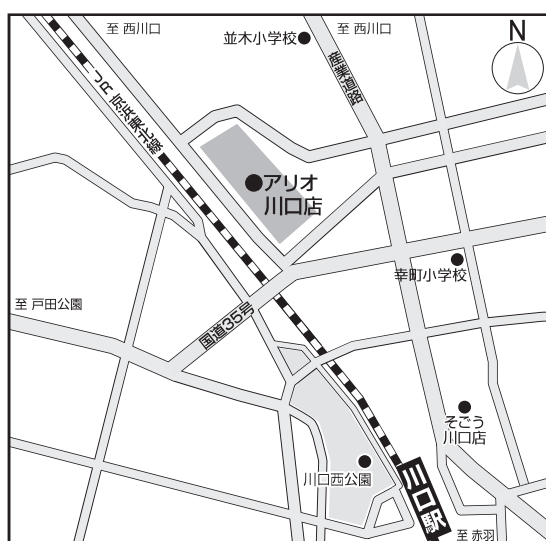 至 西川口
至 西川口
並木小学校
N
産業道路
JR 京浜東北線
アリオ
川口店
幸町小学校
至 戸田公園
国道35号
そごう
川口店
川口西公園
川口駅
至 赤羽